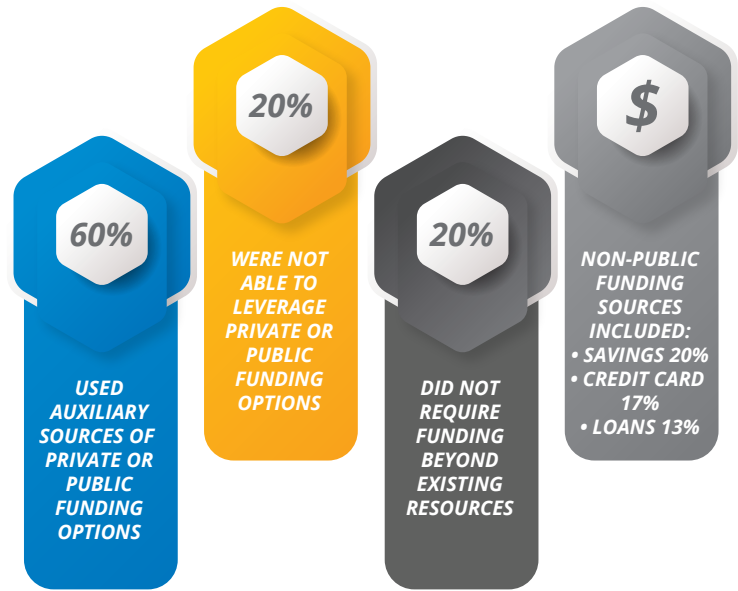 60%
USED
AUXILIARY
SOURCES OF
PRIVATE OR
PUBLIC
FUNDING
OPTIONS
20%
WERE NOT
ABLE TO
LEVERAGE
PRIVATE OR
PUBLIC
FUNDING
OPTIONS
20%
DID NOT
REQUIRE
FUNDING
BEYOND
EXISTING
RESOURCES
$
NON-PUBLIC
FUNDING
SOURCES
INCLUDED:
• SAVINGS 20%
• CREDIT CARD
17%
• LOANS 13%